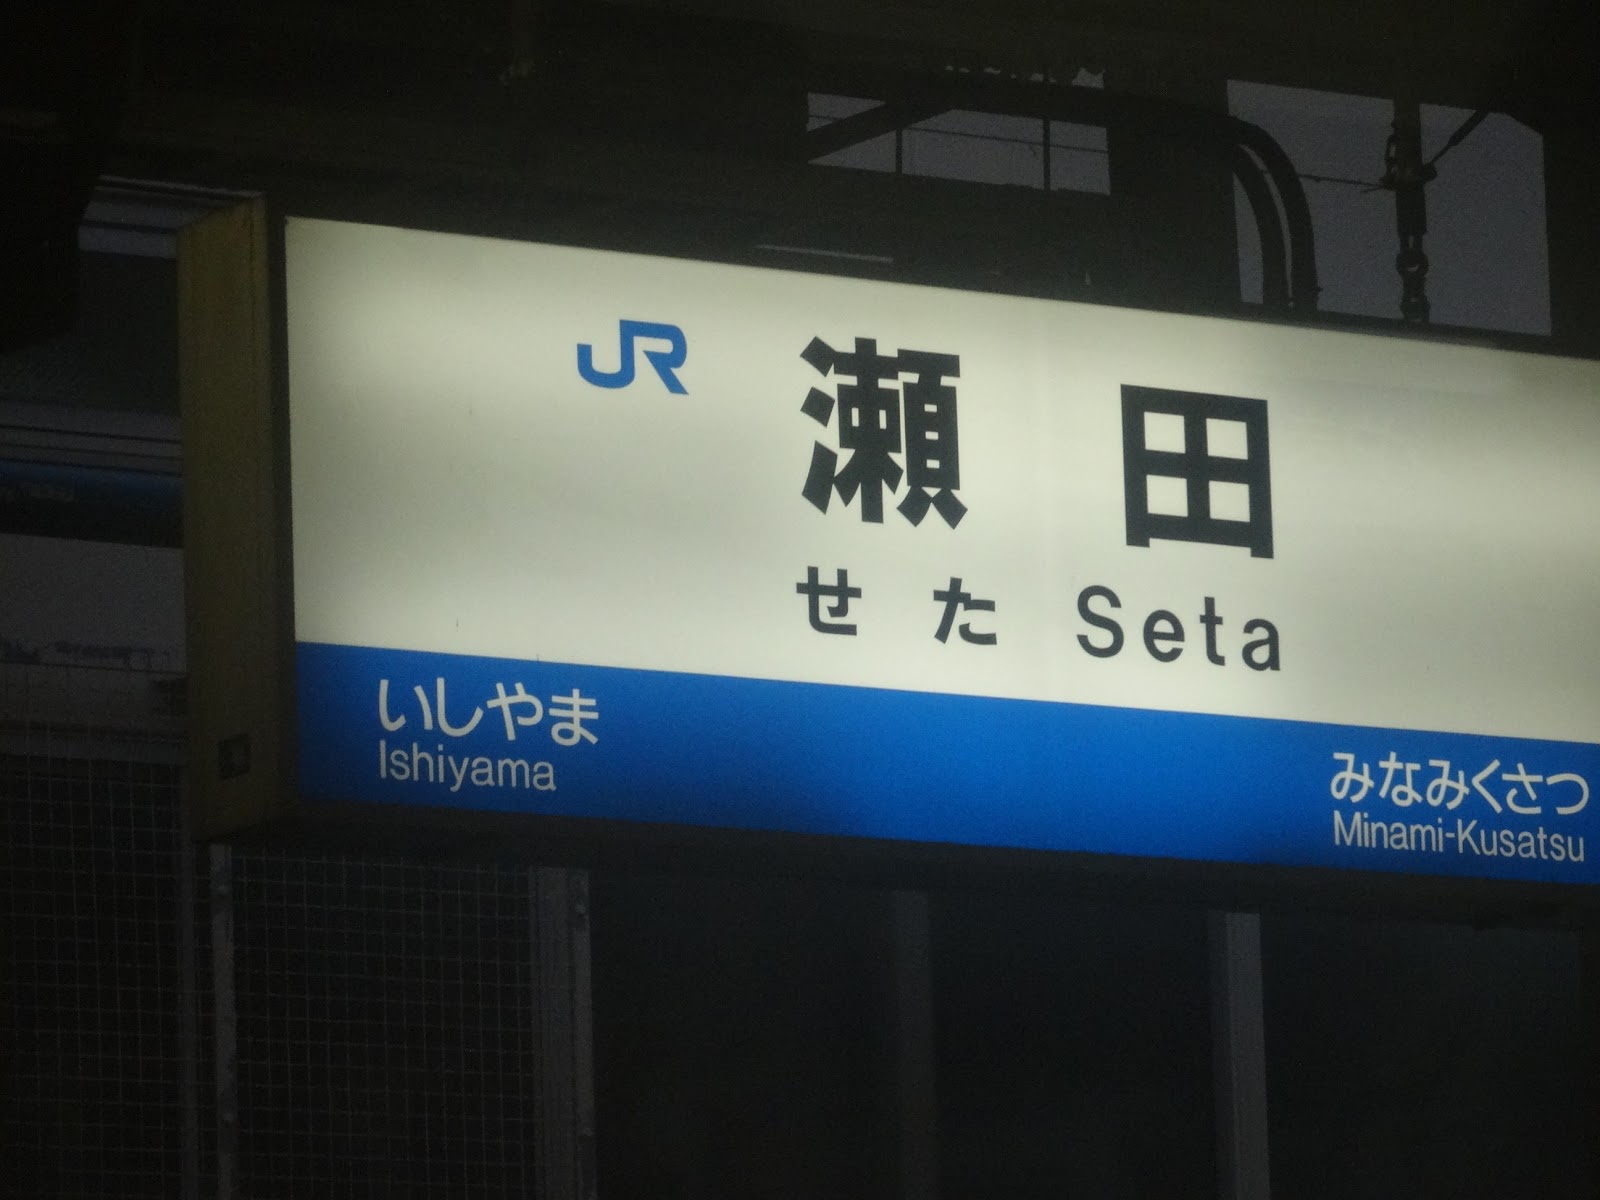 JR 瀬田
せた Seta
いしやま
Ishiyama
みなみくさつ
Minami-Kusatsu